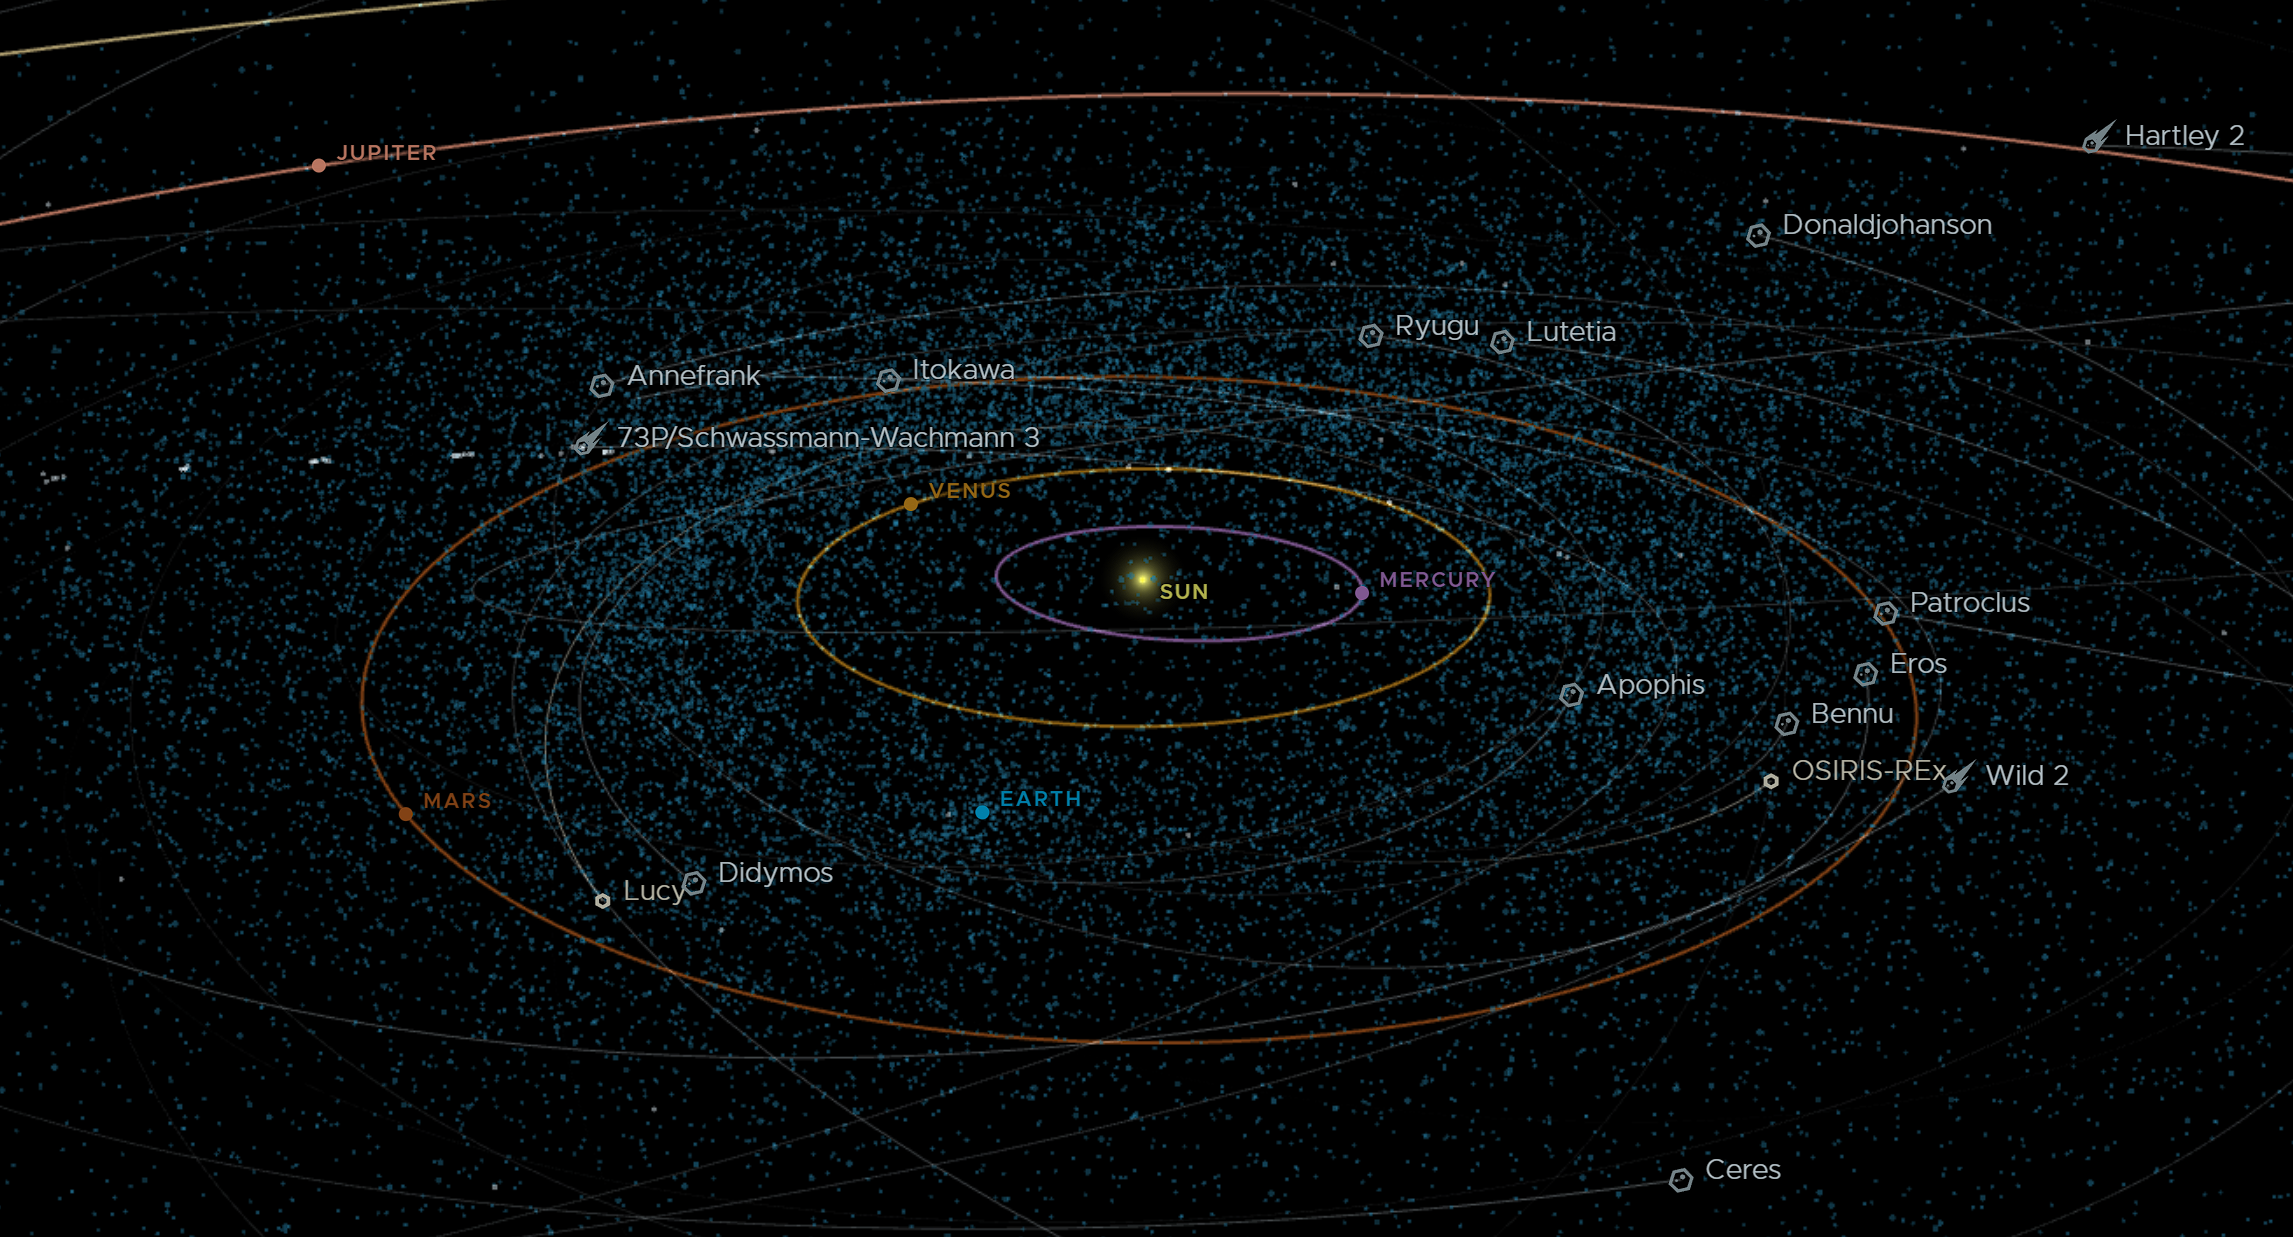 JUPITER
Hartley 2
Donaldjohanson
Ryugu
Lutetia
Annefrank
Itokawa
73P/Schwassmann-Wachmann 3
VENUS
SUN
MERCURY
Patroclus
Eros
Apophis
Bennu
OSIRIS-REx
Wild 2
MARS
EARTH
Didymos
Lucy
Ceres